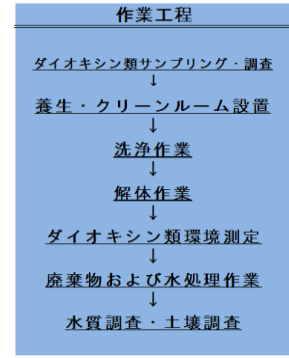 作業工程
ダイオキシン類サンプリング・調査
↓
養生・クリーンルーム設置
↓
洗浄作業
↓
解体作業
↓
ダイオキシン類環境測定
↓
廃棄物および水処理作業
↓
水質調査・土壌調査